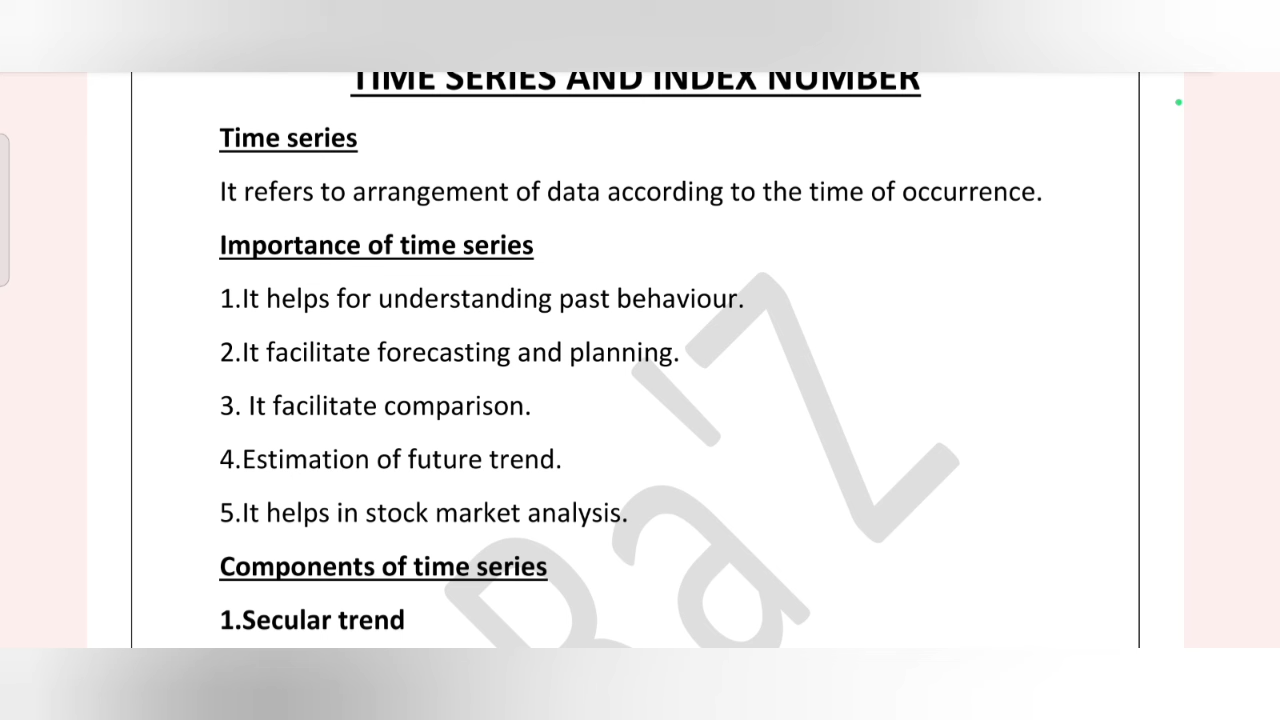 TIME SERIES AND INDEX NUMBER
Time series
It refers to arrangement of data according to the time of occurrence.
Importance of time series
1.It helps for understanding past behaviour.
2.It facilitate forecasting and planning.
3. It facilitate comparison.
4.Estimation of future trend.
5.It helps in stock market analysis.
Components of time series
1.Secular trend
Ba'Z